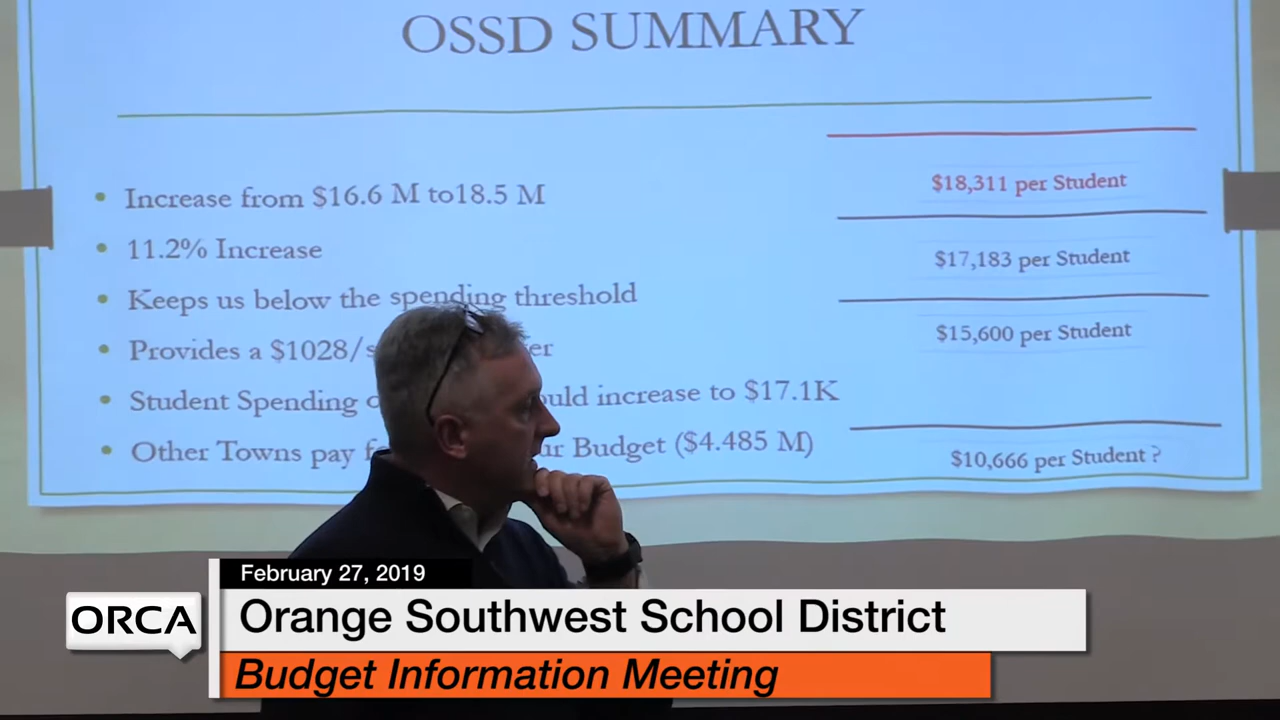 OSSD SUMMARY
Increase from $16.6 M to18.5 M
11.2% Increase
Keeps us below the spending threshold
Provides a $1028/
Student Spending increase to $17.1K
Other Towns pay Budget ($4.485 M)
$18,311 per Student
$17,183 per Student
$15,600 per Student
$10,666 per Student ?
February 27, 2019
ORCA
Orange Southwest School District
Budget Information Meeting